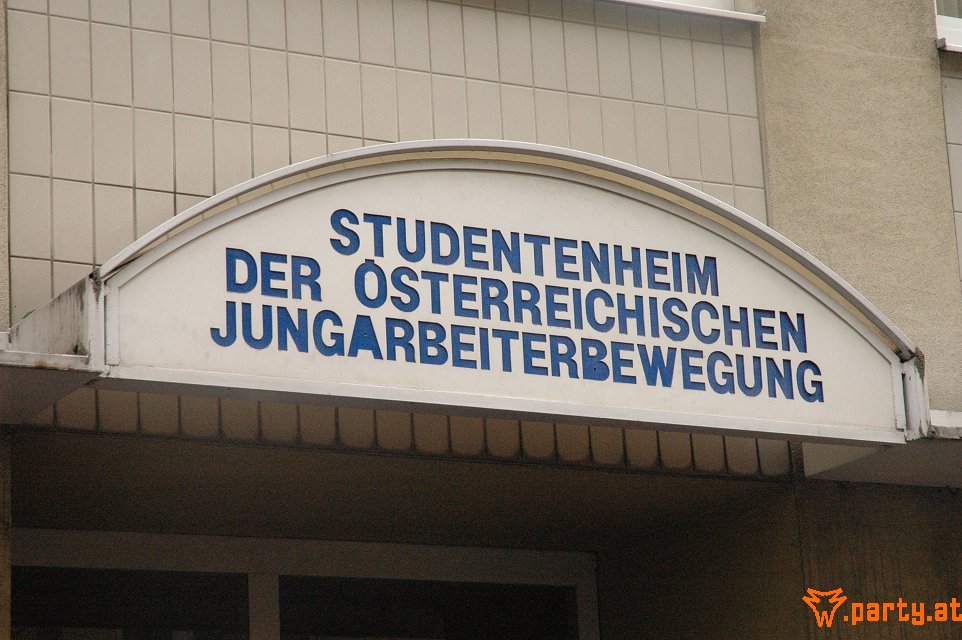 STUDENTENHEIM
DER ÖSTERREICHISCHEN
JUNGARBEITERBEWEGUNG
W.party.at